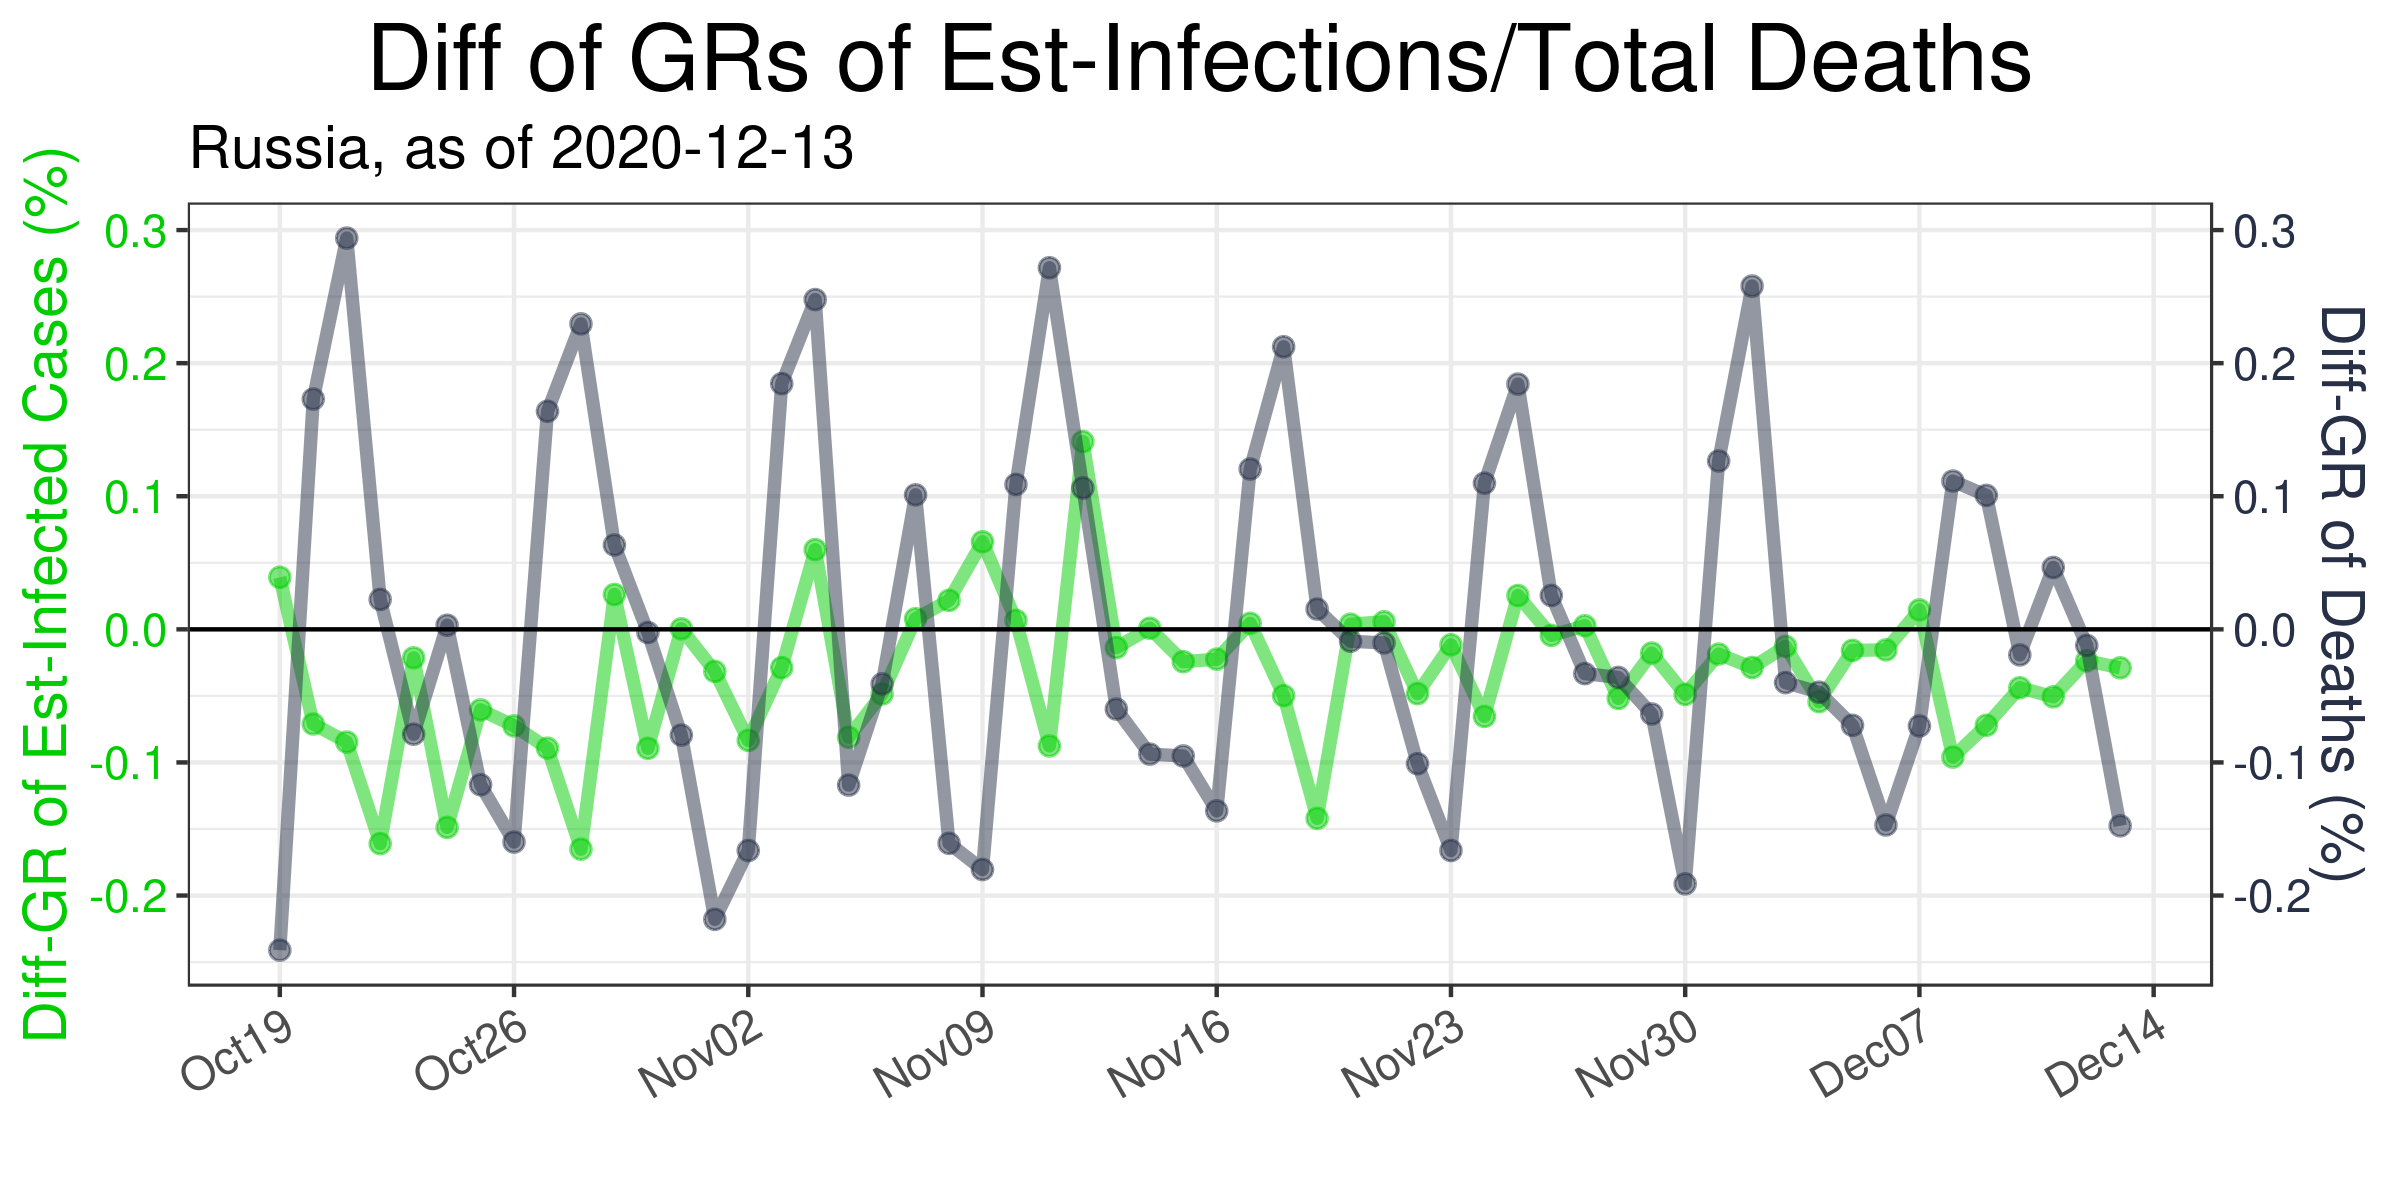 Diff of GRs of Est-Infections/Total Deaths
Russia, as of 2020-12-13
Diff-GR of Est-Infected Cases (%)
0.3
0.2
0.1
0.0
-0.1
-0.2
0.3
0.2
0.1
0.0
-0.1
-0.2
Diff-GR of Deaths (%)
Oct19
Oct26
Nov02
Nov09
Nov16
Nov23
Nov30
Dec07
Dec14